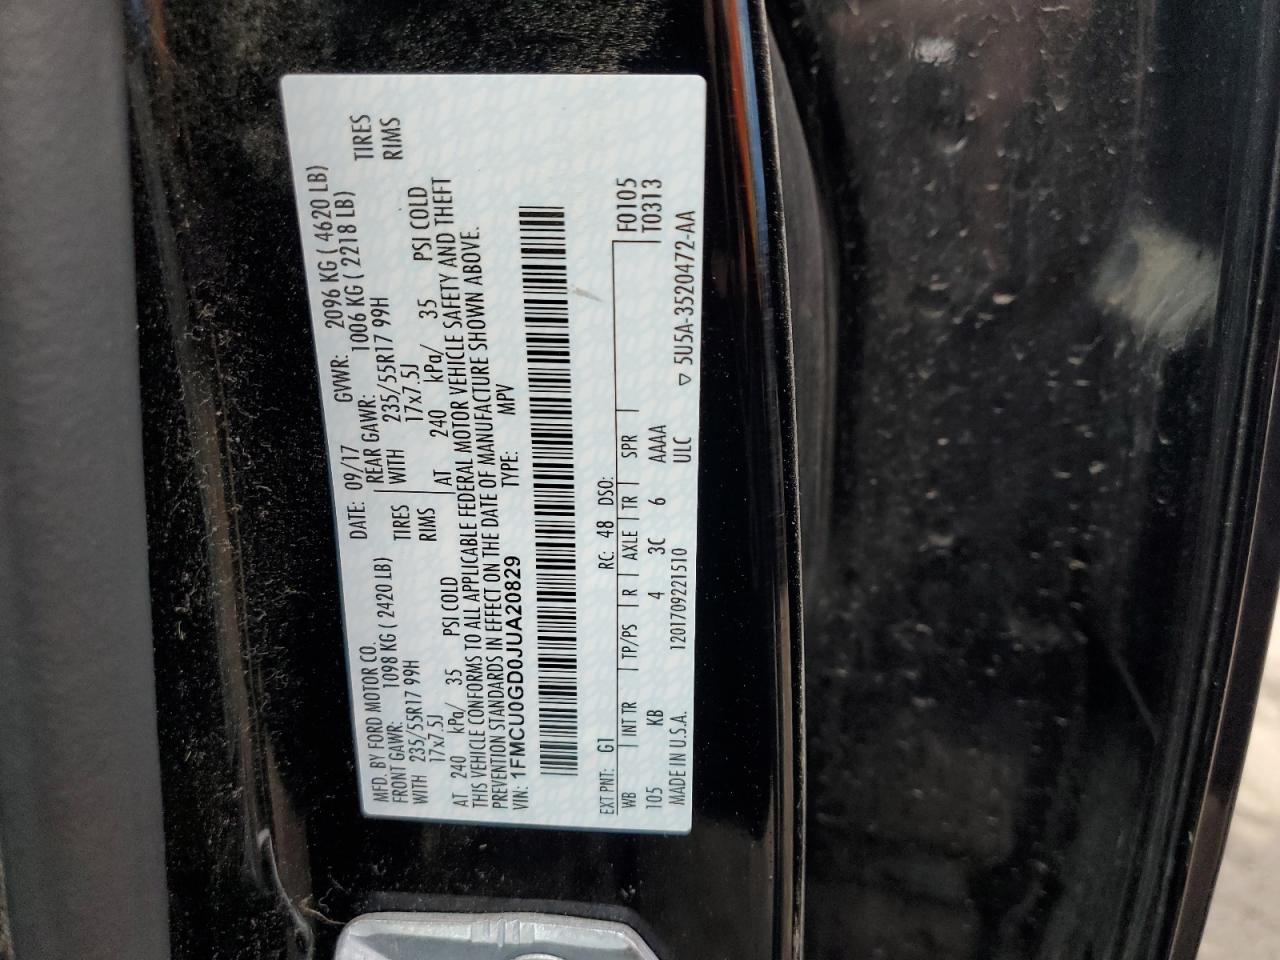 MFD. BY FORD MOTOR CO.
DATE: 09/17 GVWR: 2096 KG ( 4620 LB)
FRONT GAWR: 1098 KG ( 2420 LB) REAR GAWR: 1006 KG ( 2218 LB)
WITH 235/55R17 99H TIRES WITH 235/55R17 99H TIRES
17x7.5J RIMS 17x7.5J RIMS
AT 240 kPa/ 35 PSI COLD AT 240 kPa/ 35 PSI COLD
THIS VEHICLE CONFORMS TO ALL APPLICABLE FEDERAL MOTOR VEHICLE SAFETY AND THEFT
PREVENTION STANDARDS IN EFFECT ON THE DATE OF MANUFACTURE SHOWN ABOVE.
VIN: 1FMCU0GD0JUA20829 TYPE: MPV
EXT PNT: G1 RC: 48 DSO: F0105
WB INT TR TP/PS R AXLE TR SPR T0313
105 KB 4 3C 6 AAAA
MADE IN U.S.A. 120170922151​0 ULC ▽ 5U5A-3520472-AA